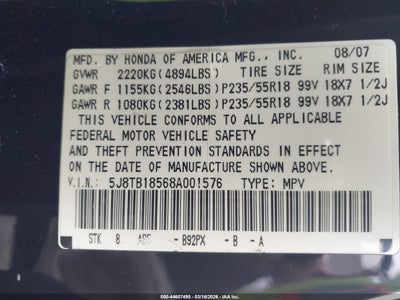 MFD. BY HONDA OF AMERICA MFG., INC. 08/07
GVWR 2220KG(4894LBS) TIRE SIZE RIM SIZE
GAWR F 1155KG(2546LBS)P235/55R18 99V 18X7 1/2J
GAWR R 1080KG(2381LBS)P235/55R18 99V 18X7 1/2J
THIS VEHICLE CONFORMS TO ALL APPLICABLE
FEDERAL MOTOR VEHICLE SAFETY
AND THEFT PREVENTION STANDARDS IN EFFECT
ON THE DATE OF MANUFACTURE SHOWN ABOVE.
V.I.N.: 5J8TB18568A001576 TYPE: MPV
STK 0 AB5 -B92PX -B -A
000-44607495 - 03/18/2026 - IAA Inc.